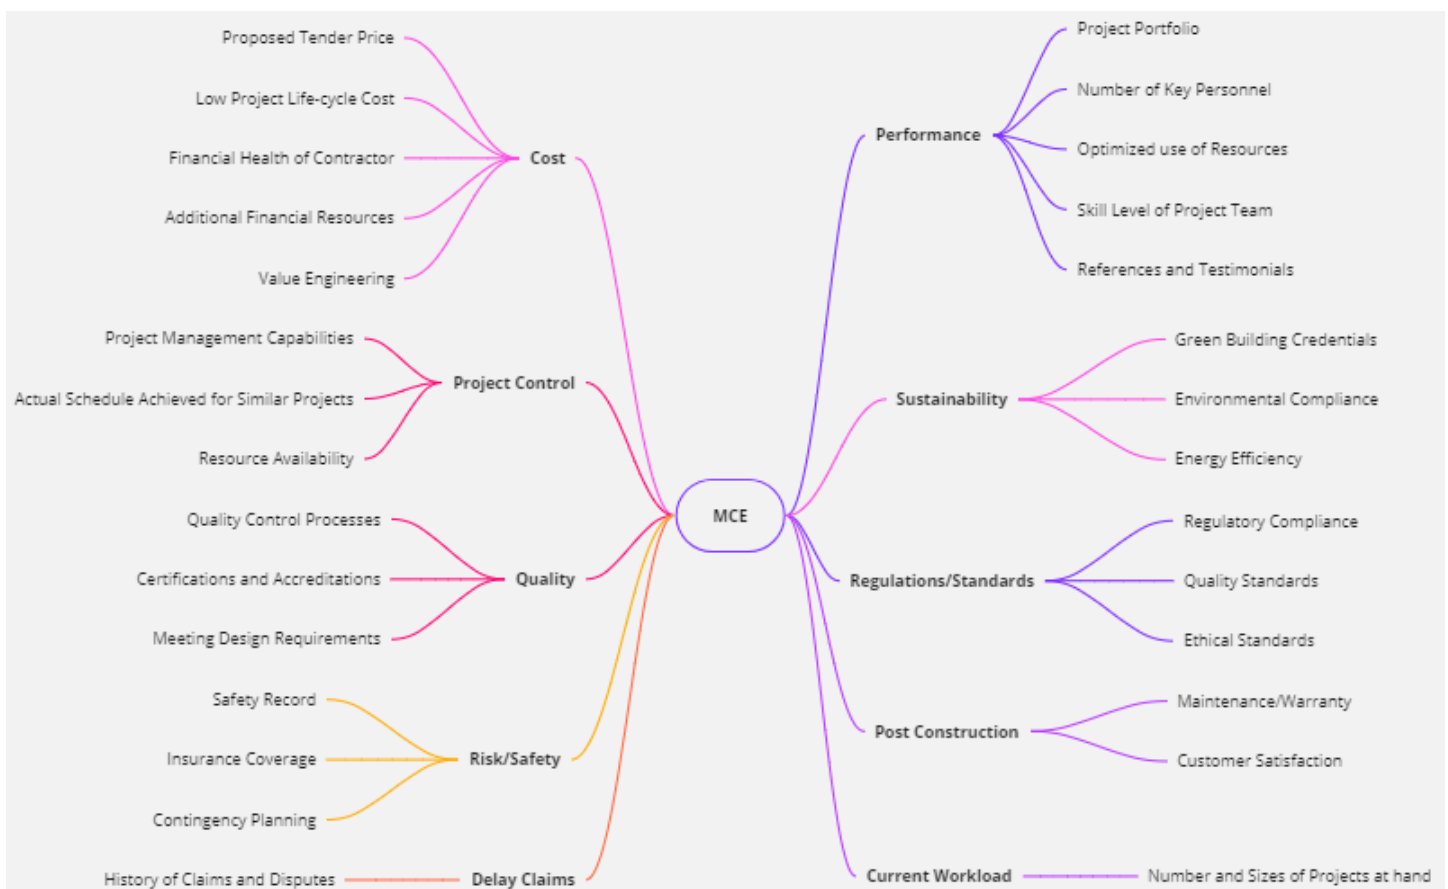 Proposed Tender Price
Low Project Life-cycle Cost
Financial Health of Contractor
Additional Financial Resources
Value Engineering
Cost
Project Management Capabilities
Actual Schedule Achieved for Similar Projects
Resource Availability
Project Control
Quality Control Processes
Certifications and Accreditations
Meeting Design Requirements
Quality
Safety Record
Insurance Coverage
Contingency Planning
Risk/Safety
History of Claims and Disputes
Delay Claims
MCE
Performance
Project Portfolio
Number of Key Personnel
Optimized use of Resources
Skill Level of Project Team
References and Testimonials
Sustainability
Green Building Credentials
Environmental Compliance
Energy Efficiency
Regulations/Standards
Regulatory Compliance
Quality Standards
Ethical Standards
Post Construction
Maintenance/Warranty
Customer Satisfaction
Current Workload
Number and Sizes of Projects at hand